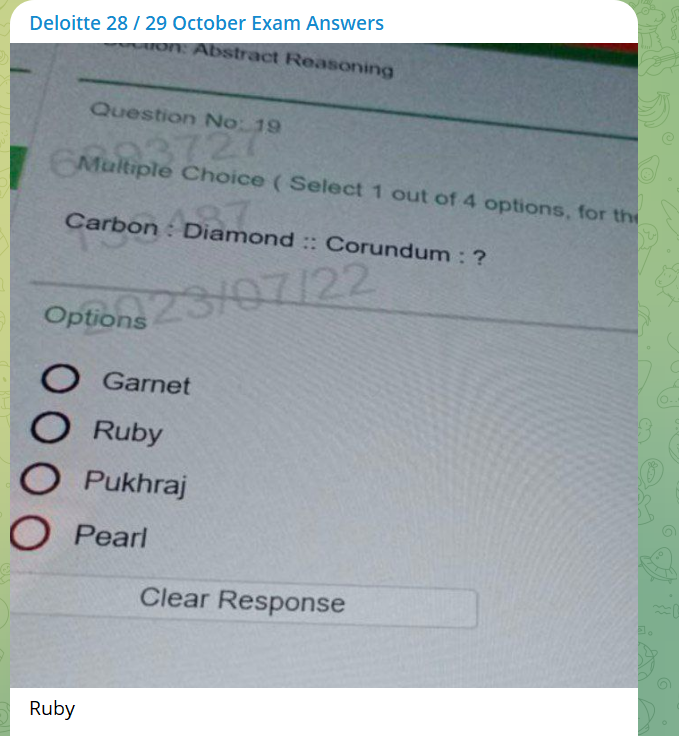 Deloitte 28 / 29 October Exam Answers
Abstract Reasoning
Question No: 19
Multiple Choice ( Select 1 out of 4 options, for
Carbon : Diamond :: Corundum : ?
2023/07/22
Options
Garnet
Ruby
Pukhraj
Pearl
Clear Response
Ruby